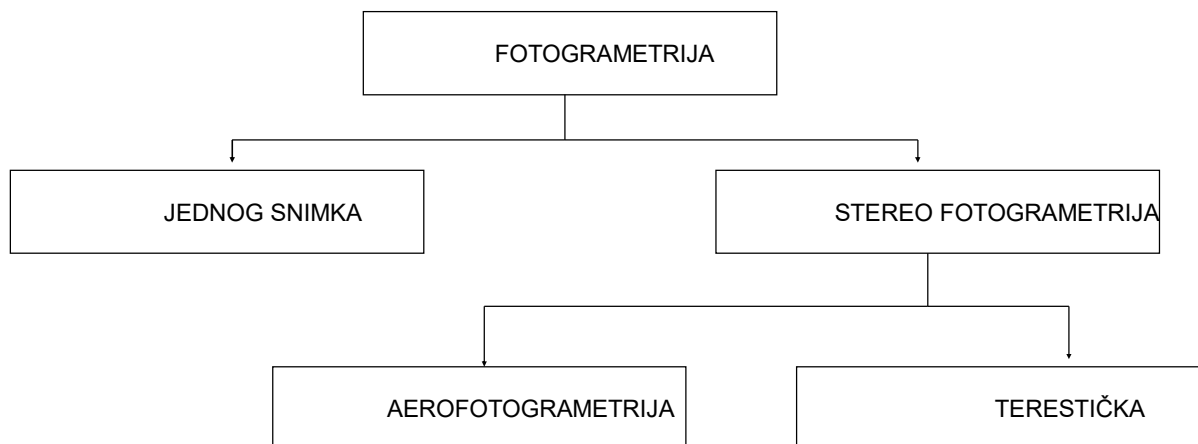 FOTOGRAMETRIJA
JEDNOG SNIMKA
STEREO FOTOGRAMETRIJA
AEROFOTOGRAMETRIJA
TERESTIČKA